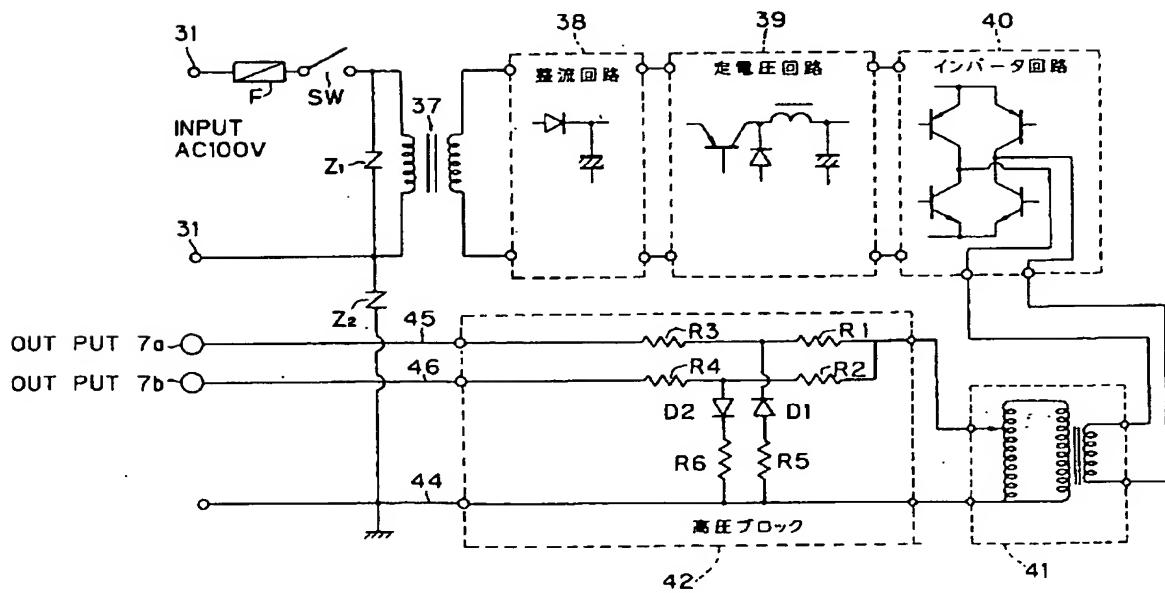 38
39
40
31
F
SW
37
整流回路
定電圧回路
インバータ回路
INPUT
AC100V
Z1
31
Z2
45
R3
R1
OUT PUT 7a
OUT PUT 7b
46
R4
R2
D2
D1
R6
R5
44
高圧ブロック
42
41